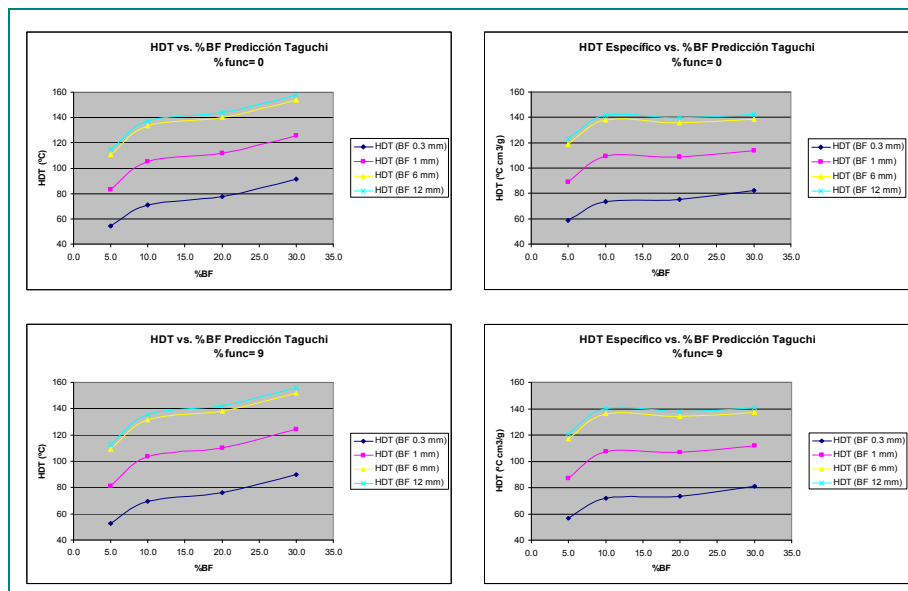 HDT vs. %BF Predicción Taguchi
%func= 0
HDT (ºC)
160
140
120
100
80
60
40
0.0 5.0 10.0 15.0 20.0 25.0 30.0 35.0
%BF
HDT (BF 0.3 mm)
HDT (BF 1 mm)
HDT (BF 6 mm)
HDT (BF 12 mm)
HDT Específico vs. %BF Predicción Taguchi
%func= 0
HDT (ºC cm3/g)
160
140
120
100
80
60
40
0.0 5.0 10.0 15.0 20.0 25.0 30.0 35.0
%BF
HDT (BF 0.3 mm)
HDT (BF 1 mm)
HDT (BF 6 mm)
HDT (BF 12 mm)
HDT vs. %BF Predicción Taguchi
%func= 9
HDT (ºC)
160
140
120
100
80
60
40
0.0 5.0 10.0 15.0 20.0 25.0 30.0 35.0
%BF
HDT (BF 0.3 mm)
HDT (BF 1 mm)
HDT (BF 6 mm)
HDT (BF 12 mm)
HDT Específico vs. %BF Predicción Taguchi
%func= 9
HDT (ºC cm3/g)
160
140
120
100
80
60
40
0.0 5.0 10.0 15.0 20.0 25.0 30.0 35.0
%BF
HDT (BF 0.3 mm)
HDT (BF 1 mm)
HDT (BF 6 mm)
HDT (BF 12 mm)